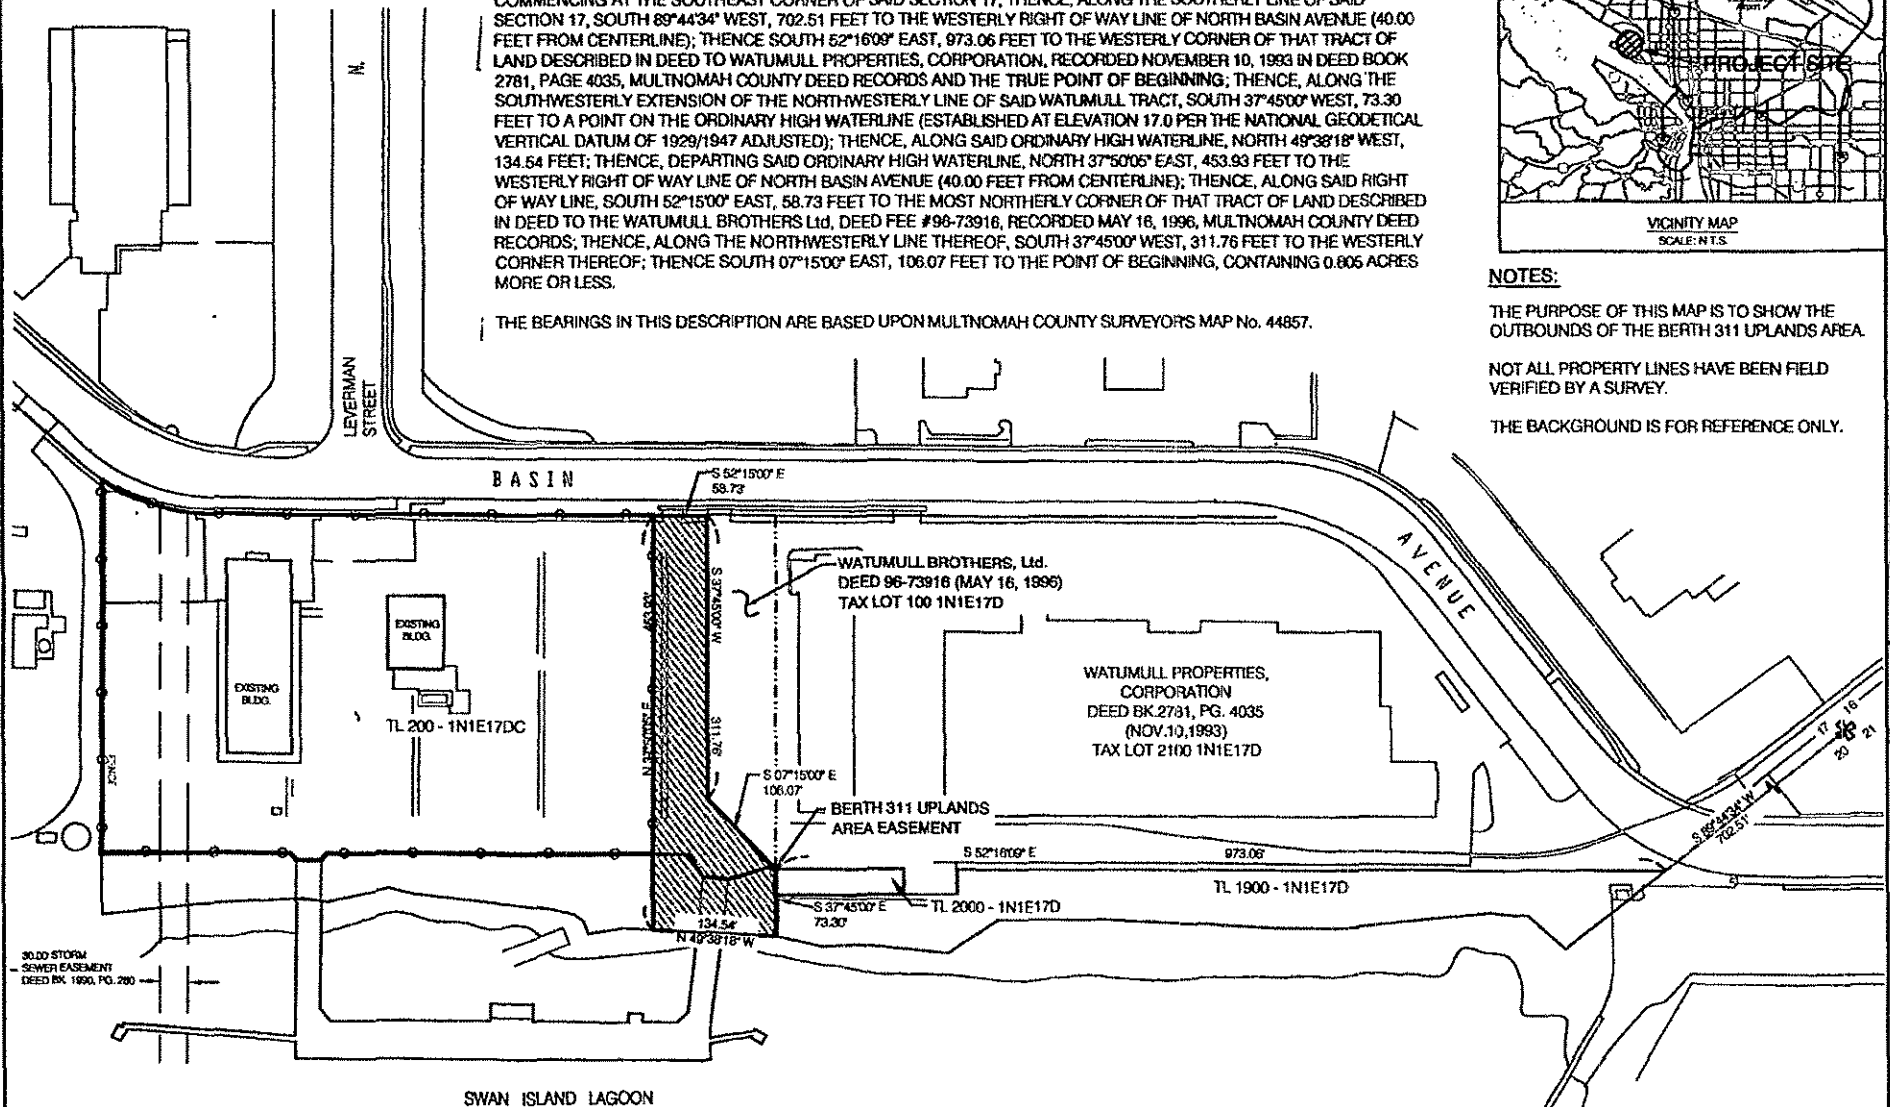 COMMENCING AT THE SOUTHEAST CORNER OF SAID SECTION 17, THENCE, ALONG THE SOUTHERLY LINE OF SAID
SECTION 17, SOUTH 89°44'34" WEST, 702.51 FEET TO THE WESTERLY RIGHT OF WAY LINE OF NORTH BASIN AVENUE (40.00
FEET FROM CENTERLINE); THENCE SOUTH 52°16'09" EAST, 973.06 FEET TO THE WESTERLY CORNER OF THAT TRACT OF
LAND DESCRIBED IN DEED TO WATUMULL PROPERTIES, CORPORATION, RECORDED NOVEMBER 10, 1993 IN DEED BOOK
2781, PAGE 4035, MULTNOMAH COUNTY DEED RECORDS AND THE TRUE POINT OF BEGINNING; THENCE, ALONG THE
SOUTHWESTERLY EXTENSION OF THE NORTHWESTERLY LINE OF SAID WATUMULL TRACT, SOUTH 37°45'00" WEST, 73.30
FEET TO A POINT ON THE ORDINARY HIGH WATERLINE (ESTABLISHED AT ELEVATION 17.0 PER THE NATIONAL GEODETICAL
VERTICAL DATUM OF 1929/1947 ADJUSTED); THENCE, ALONG SAID ORDINARY HIGH WATERLINE, NORTH 49°38'18" WEST,
134.54 FEET; THENCE, DEPARTING SAID ORDINARY HIGH WATERLINE, NORTH 37°50'05" EAST, 453.93 FEET TO THE
WESTERLY RIGHT OF WAY LINE OF NORTH BASIN AVENUE (40.00 FEET FROM CENTERLINE); THENCE, ALONG SAID RIGHT
OF WAY LINE, SOUTH 52°15'00" EAST, 58.73 FEET TO THE MOST NORTHERLY CORNER OF THAT TRACT OF LAND DESCRIBED
IN DEED TO THE WATUMULL BROTHERS Ltd, DEED FEE #96-73916, RECORDED MAY 16, 1996, MULTNOMAH COUNTY DEED
RECORDS; THENCE, ALONG THE NORTHWESTERLY LINE THEREOF, SOUTH 37°45'00" WEST, 311.76 FEET TO THE WESTERLY
CORNER THEREOF; THENCE SOUTH 07°15'00" EAST, 106.07 FEET TO THE POINT OF BEGINNING, CONTAINING 0.805 ACRES
MORE OR LESS.
THE BEARINGS IN THIS DESCRIPTION ARE BASED UPON MULTNOMAH COUNTY SURVEYORS MAP No. 44857.
PROJECT SITE
VICINITY MAP
SCALE: N.T.S.
NOTES:
THE PURPOSE OF THIS MAP IS TO SHOW THE
OUTBOUNDS OF THE BERTH 311 UPLANDS AREA.
NOT ALL PROPERTY LINES HAVE BEEN FIELD
VERIFIED BY A SURVEY.
THE BACKGROUND IS FOR REFERENCE ONLY.
N.
LEVERMAN
STREET
BASIN
AVENUE
S 52°15'00" E
58.73'
WATUMULL BROTHERS, Ltd.
DEED 96-73916 (MAY 16, 1996)
TAX LOT 100 1N1E17D
S 37°45'00" W
311.76'
453.93'
N 37°50'05" E
EXISTING
BLDG.
EXISTING
BLDG.
TL 200 - 1N1E17DC
FENCE
WATUMULL PROPERTIES,
CORPORATION
DEED BK.2781, PG. 4035
(NOV.10,1993)
TAX LOT 2100 1N1E17D
S 07°15'00" E
106.07'
BERTH 311 UPLANDS
AREA EASEMENT
17 16
20 21
S 89°44'34" W
702.51'
S 52°16'09" E
973.06'
TL 1900 - 1N1E17D
TL 2000 - 1N1E17D
S 37°45'00" E
73.30'
134.54'
N 49°38'18" W
30.00 STORM
SEWER EASEMENT
DEED BK. 1990, PG. 280
SWAN ISLAND LAGOON